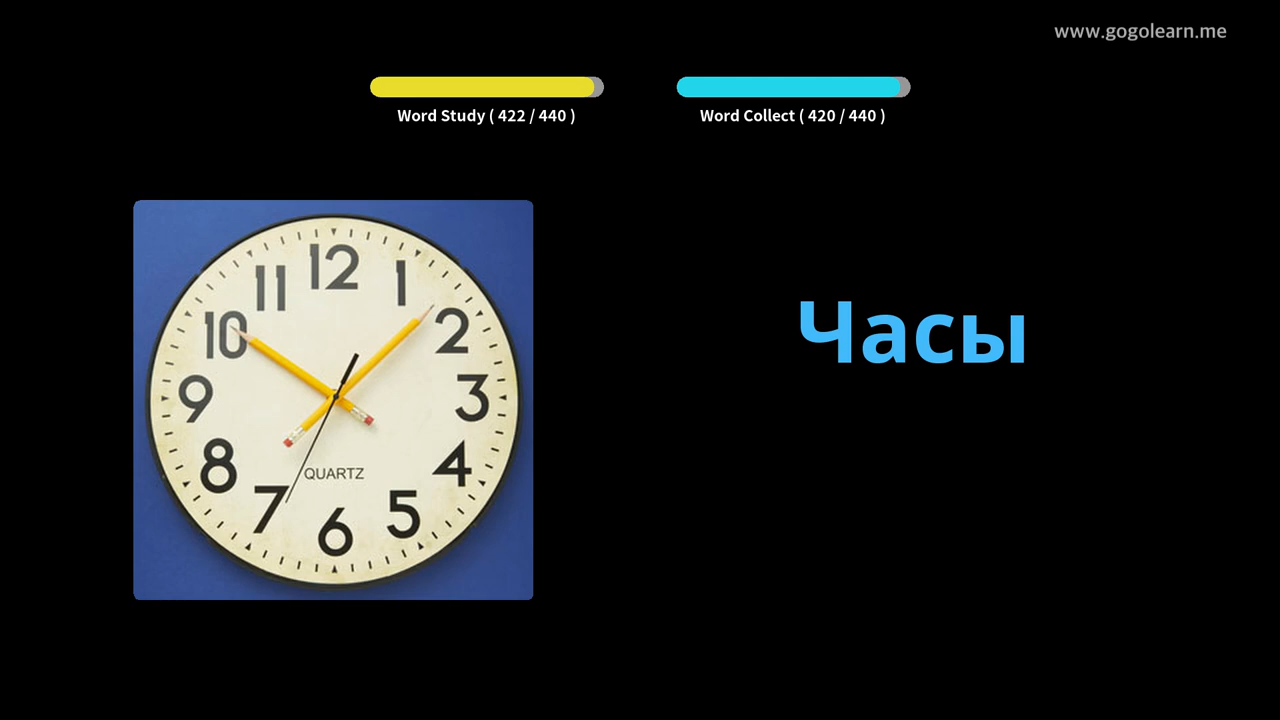 www.gogolearn.me
Word Study ( 422 / 440 )
Word Collect ( 420 / 440 )
12
11
1
10
2
9
3
8
4
QUARTZ
7
5
6
Часы